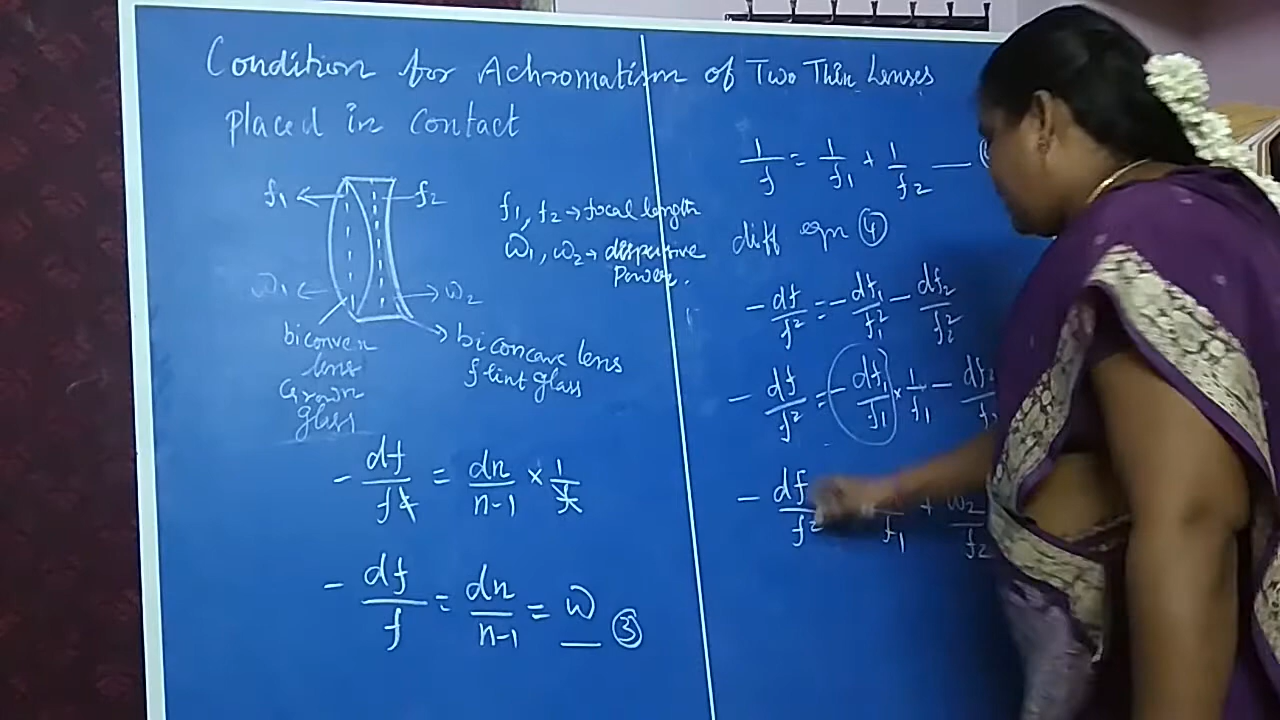 Condition for Achromatism of Two Thin Lenses
placed in contact
f₁ f₂
ω₁ ω₂
biconvex
lens
Crown
glass
biconcave lens
flint glass
f₁, f₂ → focal length
ω₁, ω₂ → dispersive
power.
- df/f² = dn/n-1 × 1/f
- df/f = dn/n-1 = ω ③
1/f = 1/f₁ + 1/f₂ —
diff eqn ④
- df/f² = - df₁/f₁² - df₂/f₂²
- df/f² = - df₁/f₁ × 1/f₁ - df₂/f₂
- df/f² /f₁ + ω₂/f₂